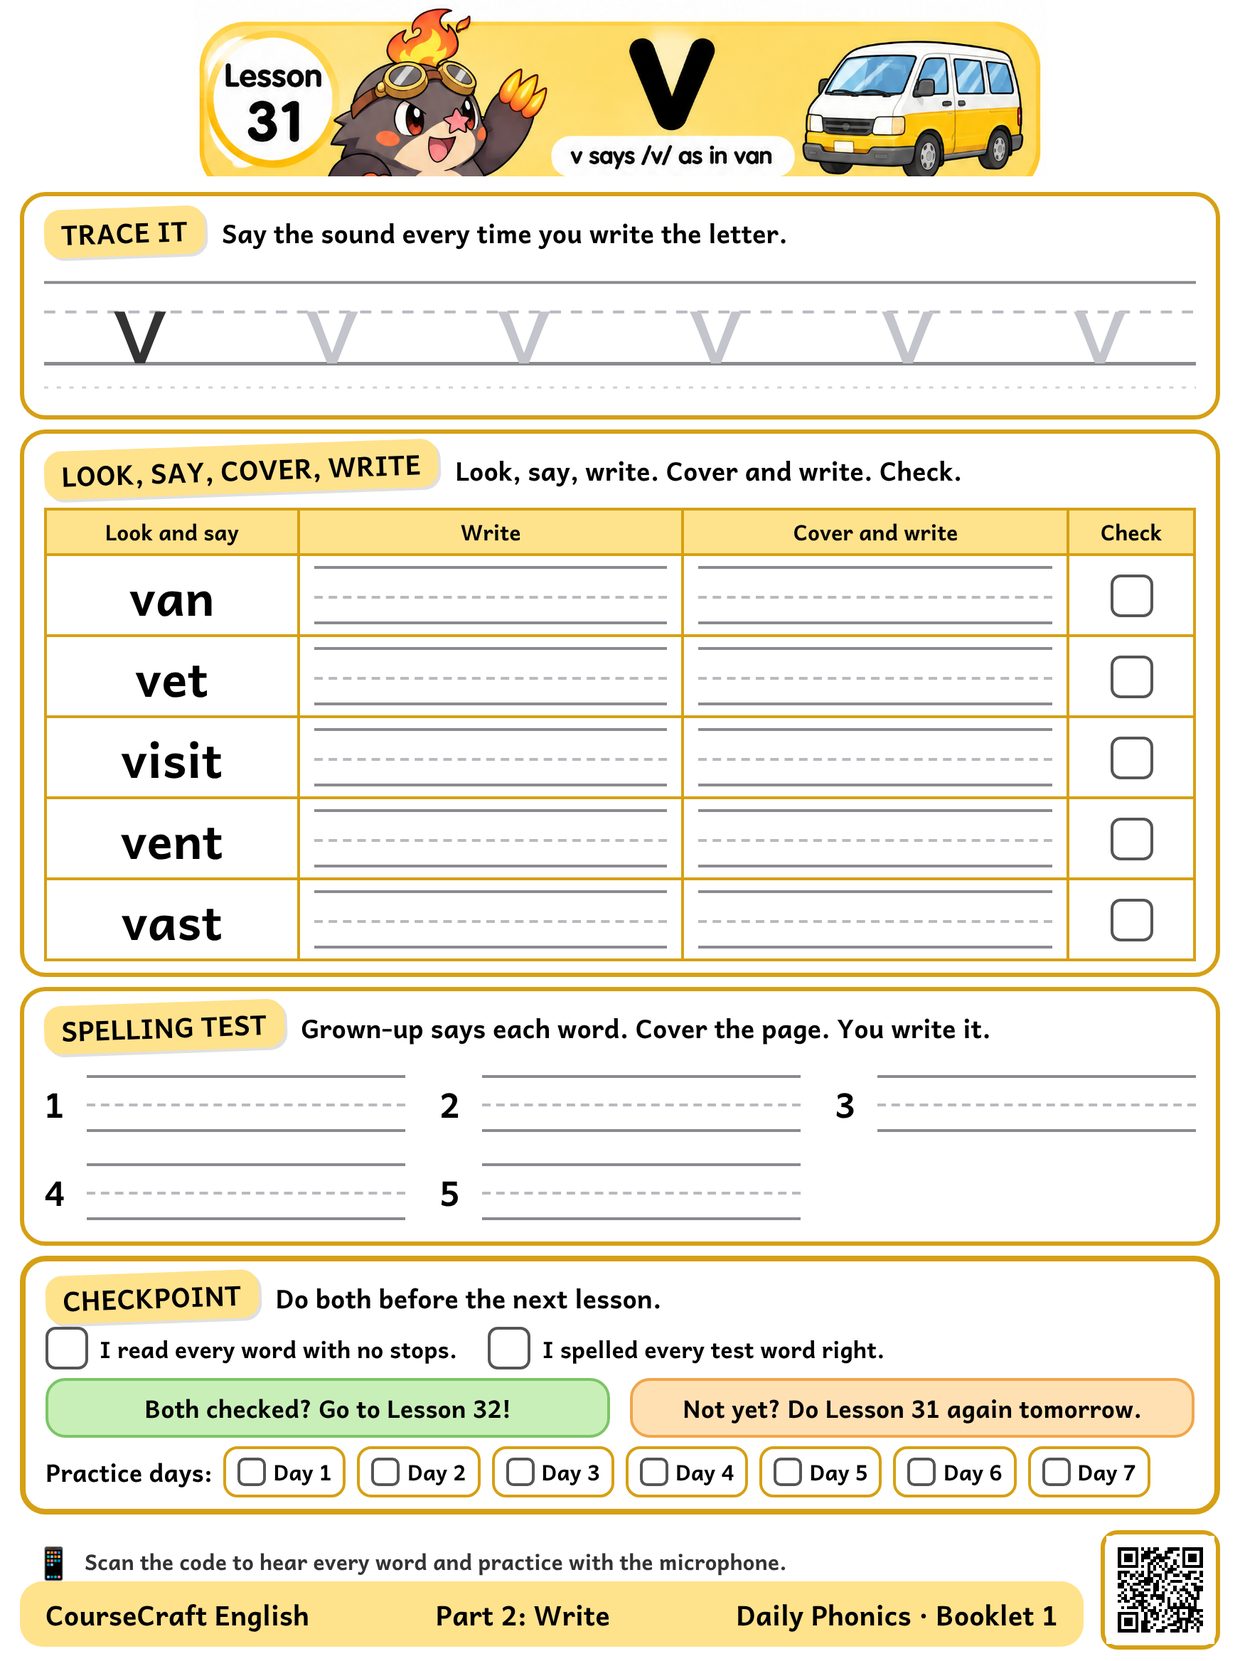 Lesson
31
v
v says /v/ as in van
TRACE IT Say the sound every time you write the letter.
v v v v v v
LOOK, SAY, COVER, WRITE Look, say, write. Cover and write. Check.
Look and say Write Cover and write Check
van
vet
visit
vent
vast
SPELLING TEST Grown-up says each word. Cover the page. You write it.
1 2 3
4 5
CHECKPOINT Do both before the next lesson.
I read every word with no stops. I spelled every test word right.
Both checked? Go to Lesson 32! Not yet? Do Lesson 31 again tomorrow.
Practice days: Day 1 Day 2 Day 3 Day 4 Day 5 Day 6 Day 7
Scan the code to hear every word and practice with the microphone.
CourseCraft English Part 2: Write Daily Phonics · Booklet 1